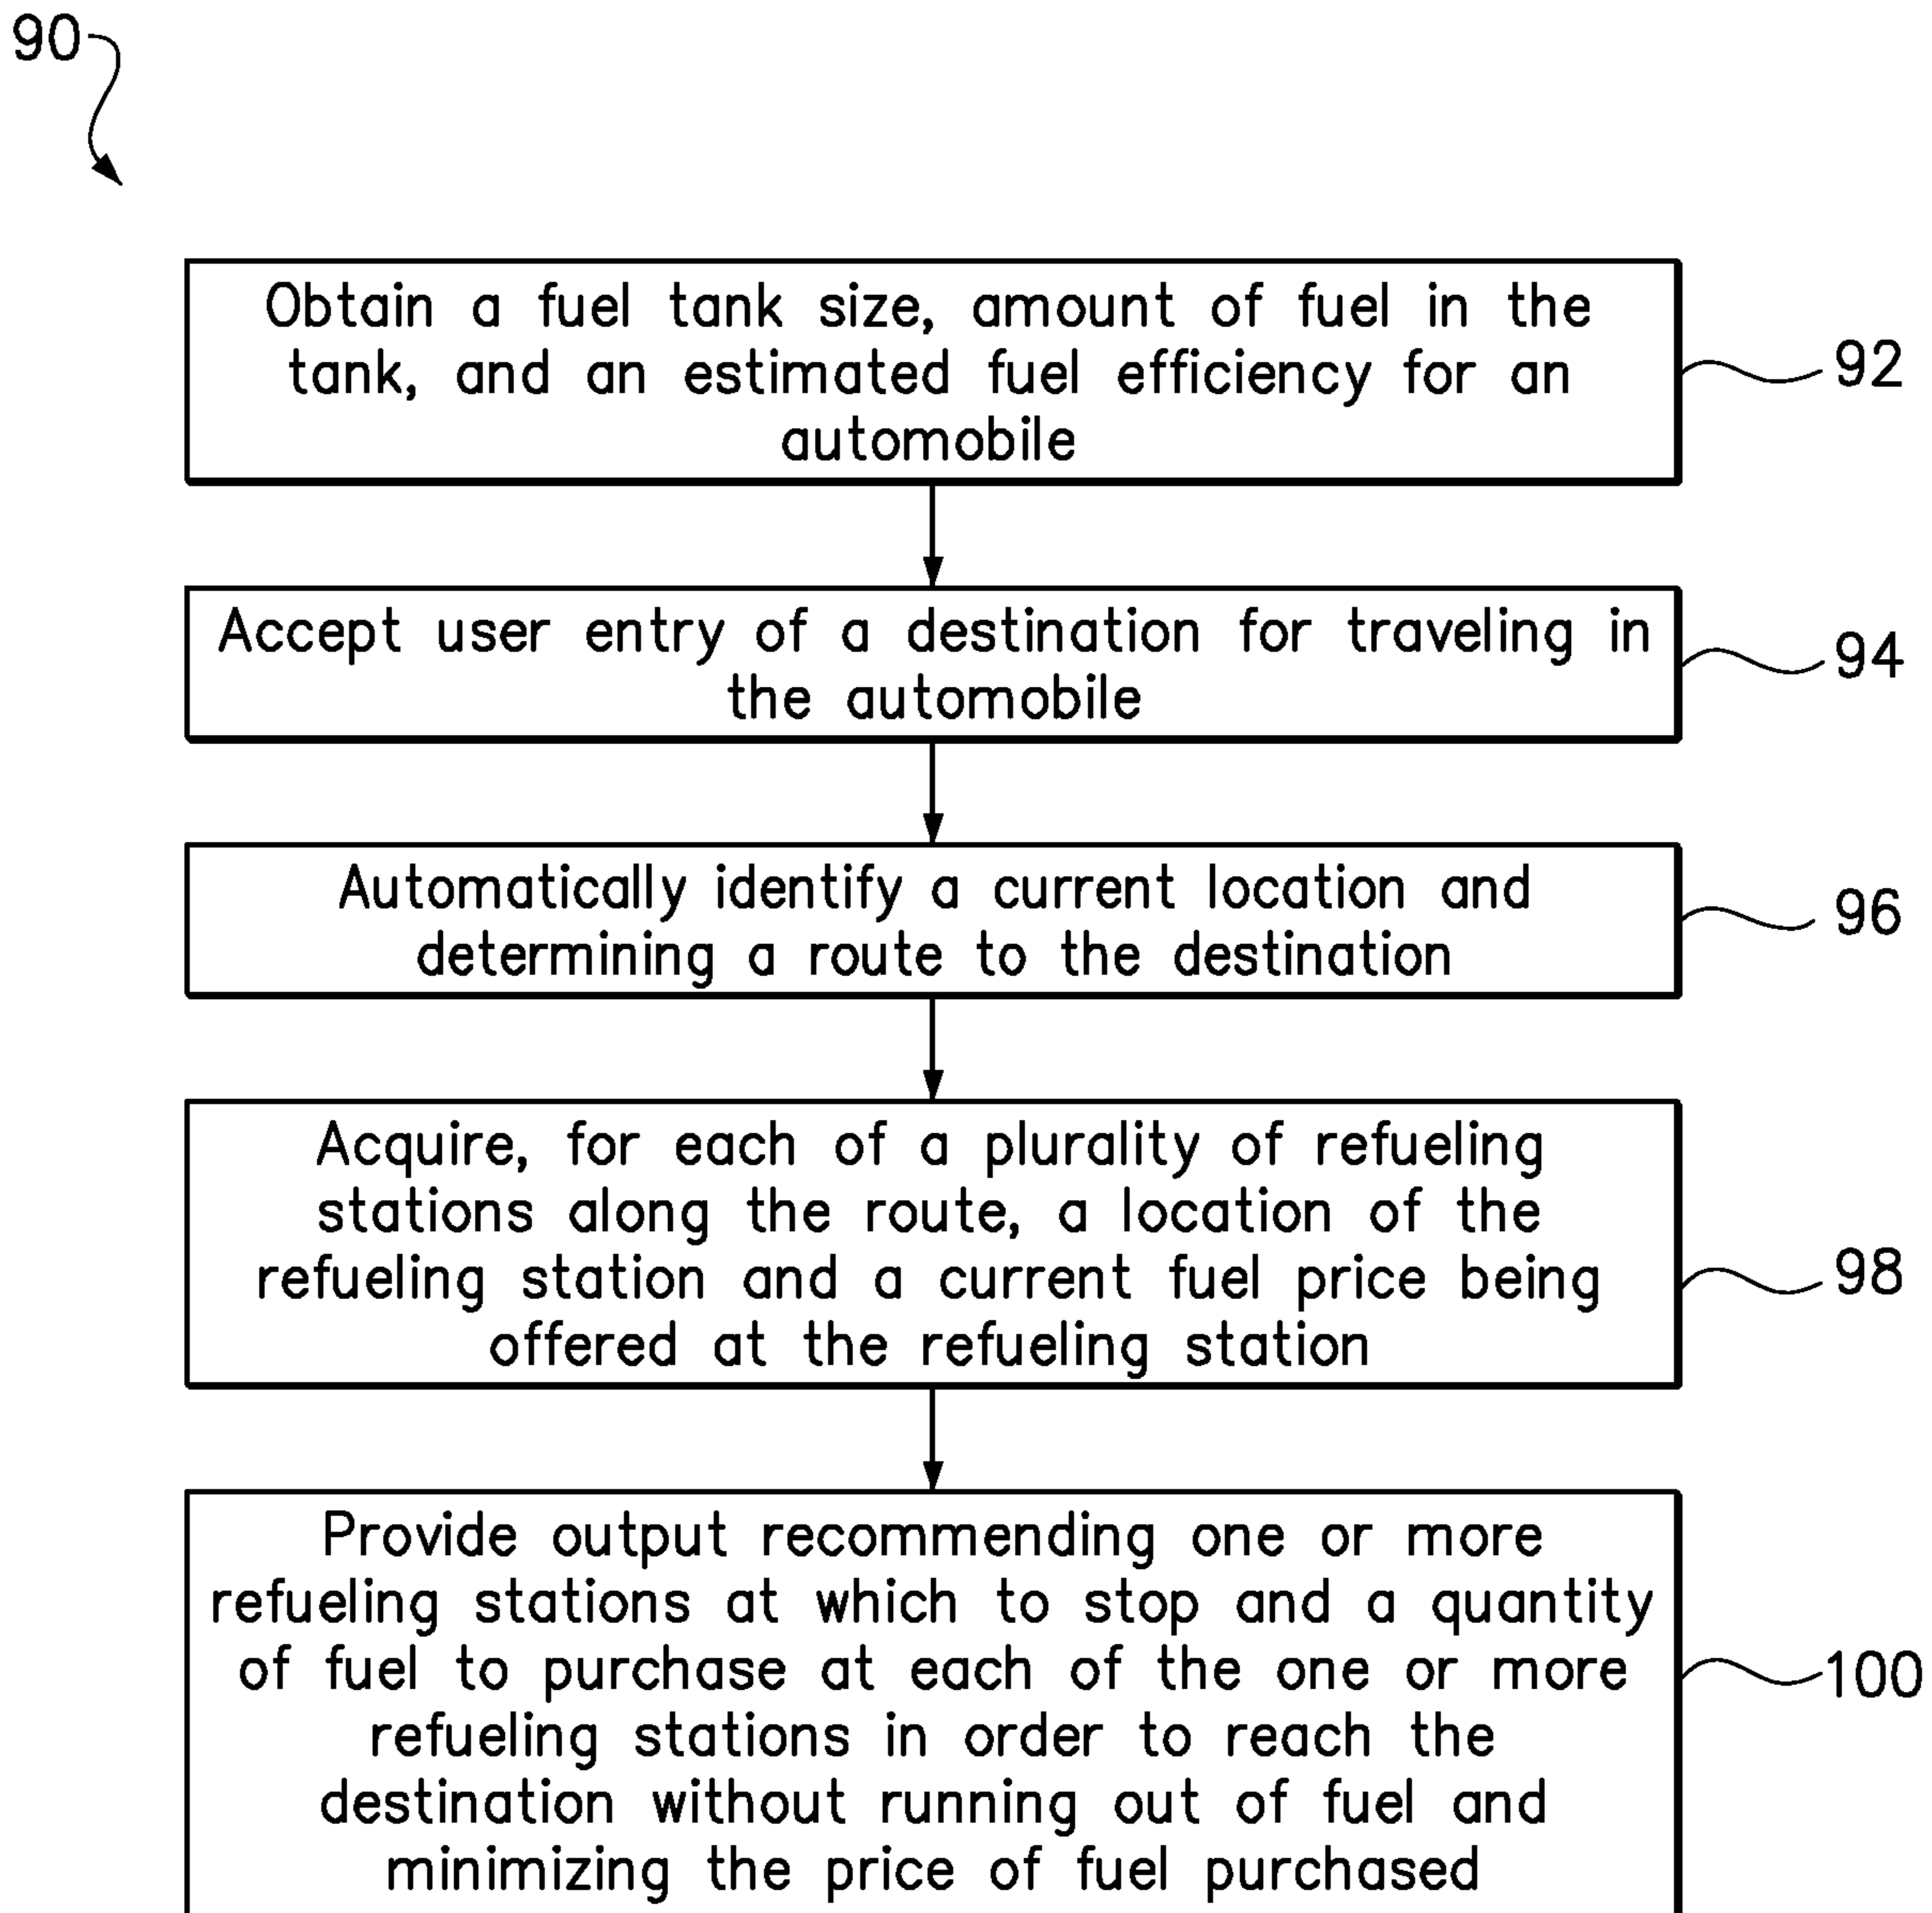 90
Obtain a fuel tank size, amount of fuel in the
tank, and an estimated fuel efficiency for an
automobile
92
Accept user entry of a destination for traveling in
the automobile
94
Automatically identify a current location and
determining a route to the destination
96
Acquire, for each of a plurality of refueling
stations along the route, a location of the
refueling station and a current fuel price being
offered at the refueling station
98
Provide output recommending one or more
refueling stations at which to stop and a quantity
of fuel to purchase at each of the one or more
refueling stations in order to reach the
destination without running out of fuel and
minimizing the price of fuel purchased
100